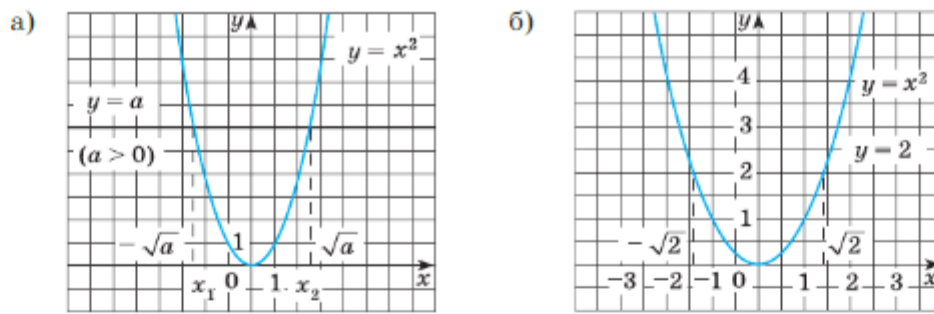 а)
y
y = x²
y = a
(a > 0)
−√a
1
√a
x₁
0
1
x₂
x
б)
y
4
y = x²
3
y = 2
2
1
−√2
√2
−3
−2
−1
0
1
2
3
x